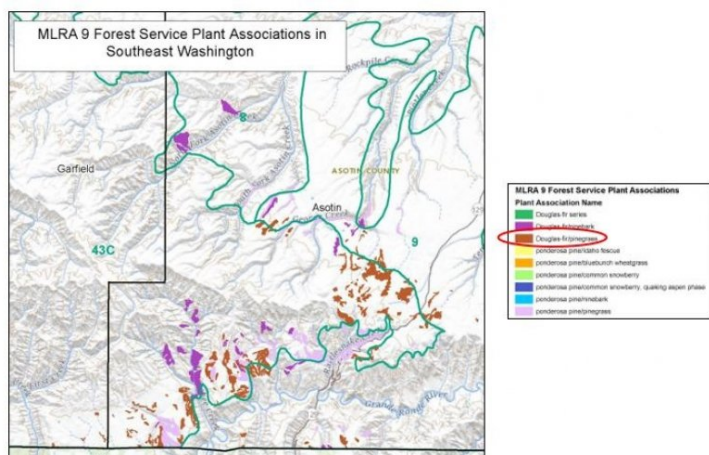 MLRA 9 Forest Service Plant Associations in
Southeast Washington
8
Garfield
ASOTIN COUNTY
Asotin
43C
9
Grande Ronde River
MLRA 9 Forest Service Plant Associations
Plant Association Name
Douglas-fir series
Douglas-fir/ninebark
Douglas-fir/pinegrass
ponderosa pine/Idaho fescue
ponderosa pine/bluebunch wheatgrass
ponderosa pine/common snowberry
ponderosa pine/common snowberry, quaking aspen phase
ponderosa pine/ninebark
ponderosa pine/pinegrass